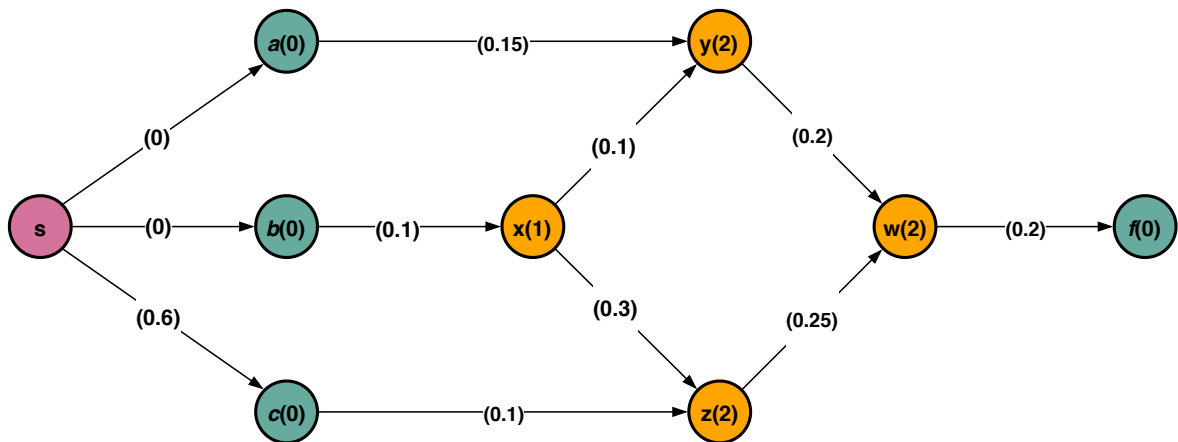 a(0)
(0.15)
y(2)
(0)
(0.1)
(0.2)
s
(0)
b(0)
(0.1)
x(1)
w(2)
(0.2)
f(0)
(0.6)
(0.3)
(0.25)
c(0)
(0.1)
z(2)